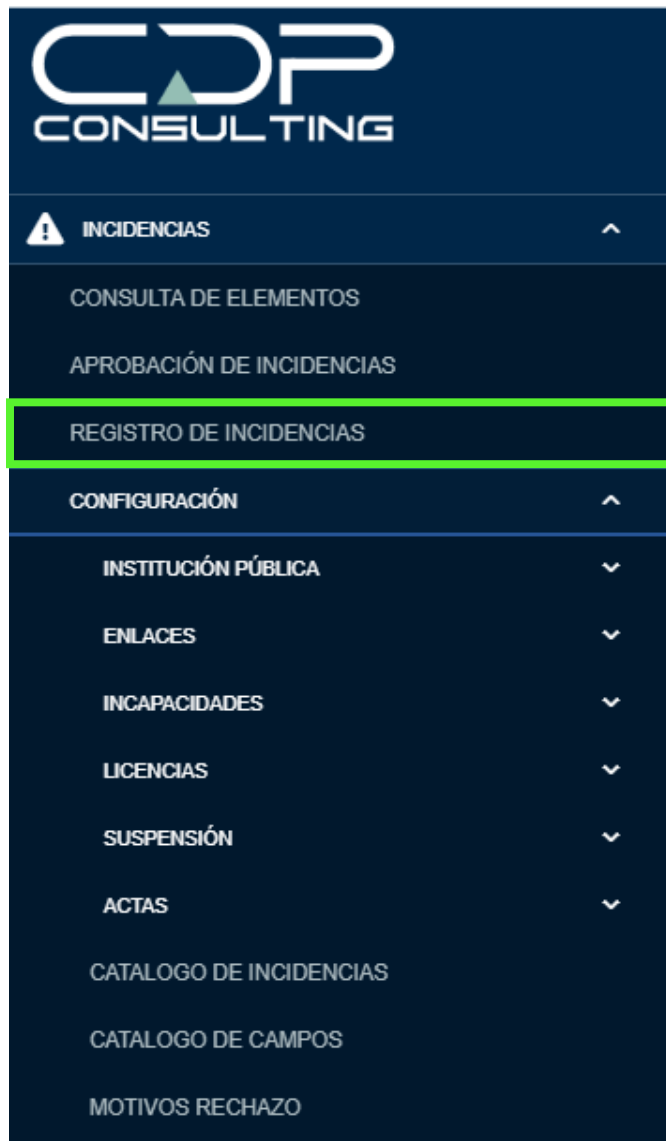 CDP
CONSULTING
INCIDENCIAS
CONSULTA DE ELEMENTOS
APROBACIÓN DE INCIDENCIAS
REGISTRO DE INCIDENCIAS
CONFIGURACIÓN
INSTITUCIÓN PÚBLICA
ENLACES
INCAPACIDADES
LICENCIAS
SUSPENSIÓN
ACTAS
CATALOGO DE INCIDENCIAS
CATALOGO DE CAMPOS
MOTIVOS RECHAZO